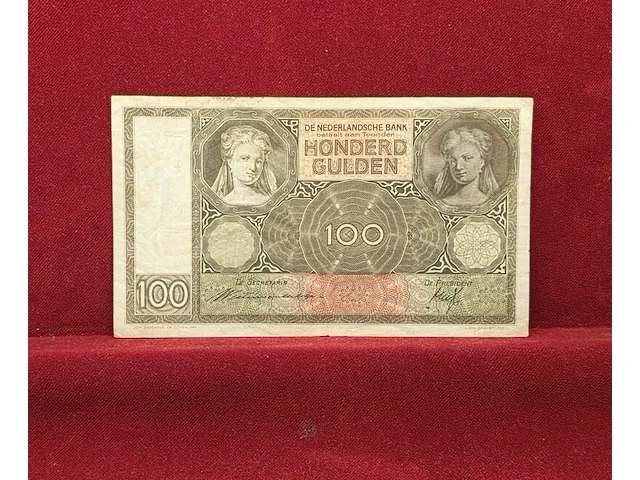 DE NEDERLANDSCHE BANK
betaalt aan Toonder
HONDERD
GULDEN
100
DE SECRETARIS
DE PRESIDENT
100